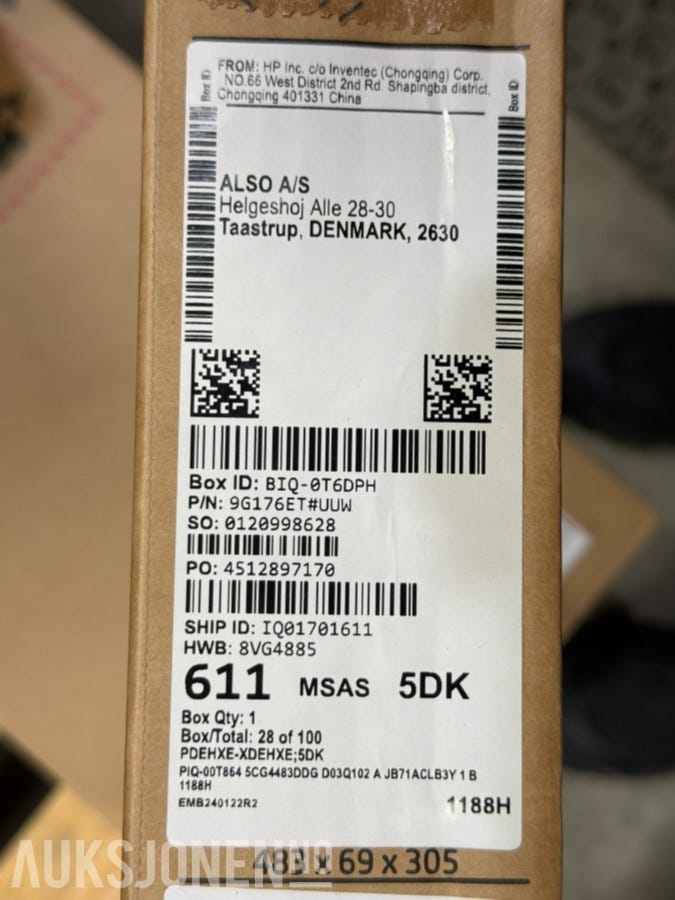 FROM: HP Inc. c/o Inventec (Chongqing) Corp.
NO.66 West District 2nd Rd. Shapingba district,
Chongqing 401331 China
Box ID
Box ID
ALSO A/S
Helgeshoj Alle 28-30
Taastrup, DENMARK, 2630
Box ID: BIQ-0T6DPH
P/N: 9G176ET#UUW
SO: 0120998628
PO: 4512897170
SHIP ID: IQ01701611
HWB: 8VG4885
611 MSAS 5DK
Box Qty: 1
Box/Total: 28 of 100
PDEHXE-XDEHXE;5DK
PIQ-00T864 5CG4483DDG D03Q102 A JB71ACLB3Y 1 B
1188H
EMB240122R2
1188H
483 x 69 x 305
AUKSJONEN.NO